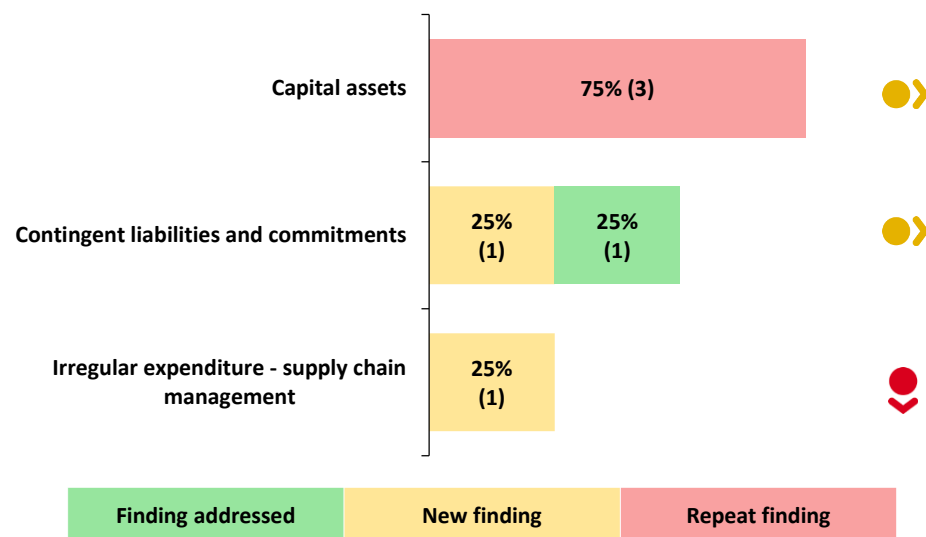 Capital assets
75% (3)
Contingent liabilities and commitments
25%
(1)
25%
(1)
Irregular expenditure - supply chain
management
25%
(1)
Finding addressed
New finding
Repeat finding